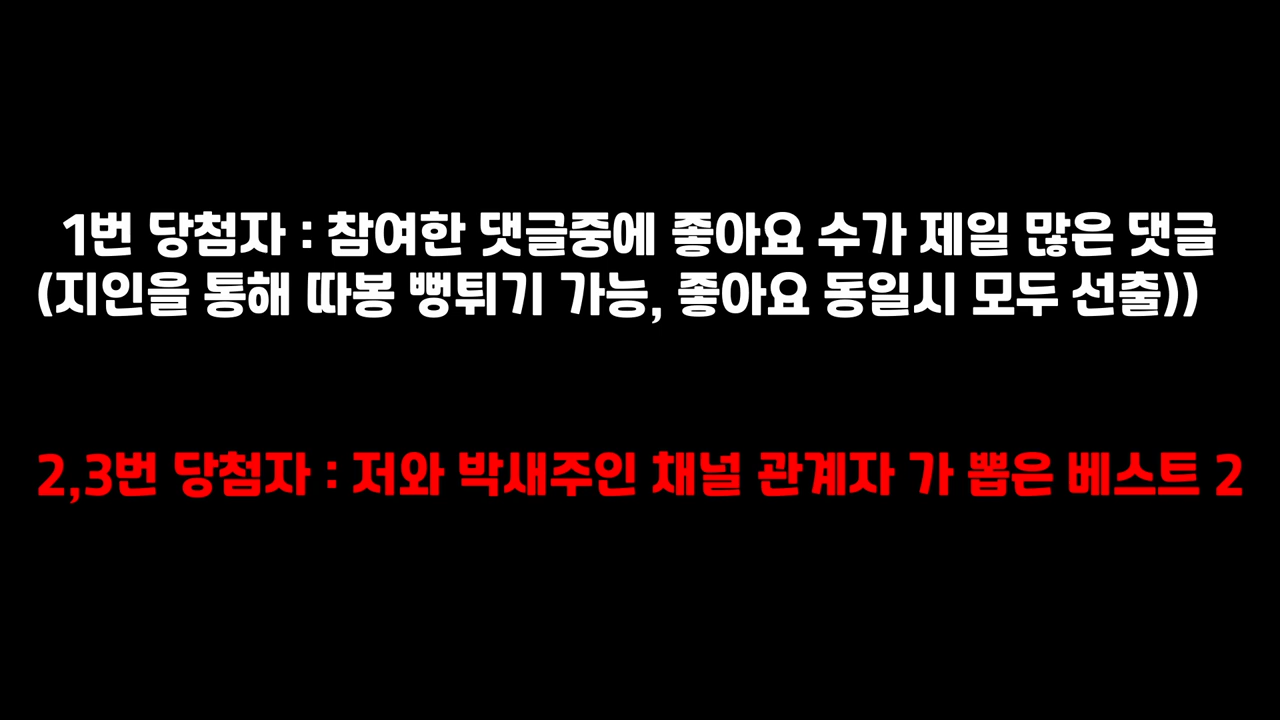 1번 당첨자 : 참여한 댓글중에 좋아요 수가 제일 많은 댓글
(지인을 통해 따봉 뻥튀기 가능, 좋아요 동일시 모두 선출))
2,3번 당첨자 : 저와 박새주인 채널 관계자 가 뽑은 베스트 2